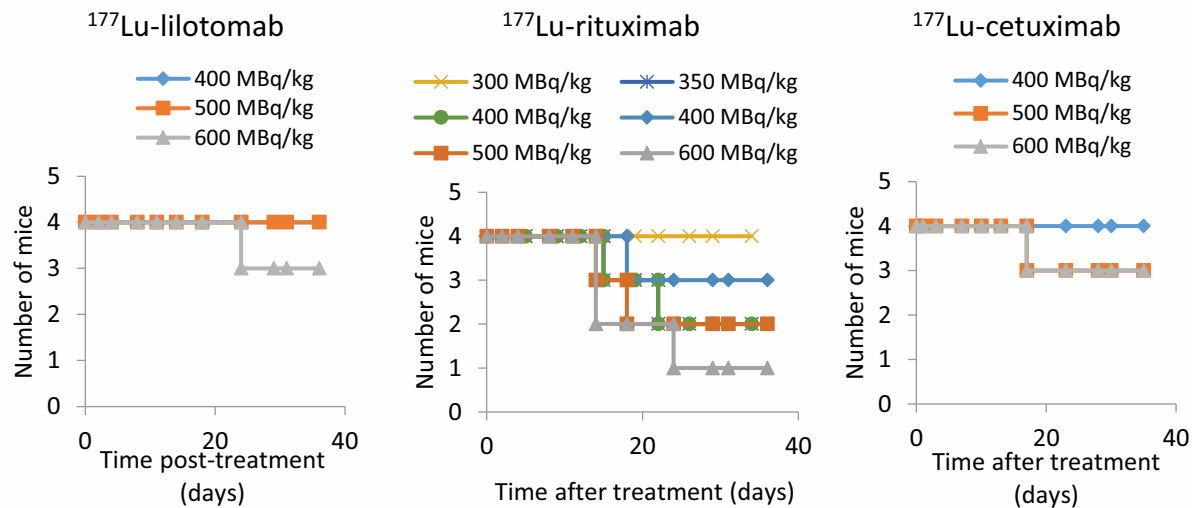 177Lu-lilotomab
400 MBq/kg
500 MBq/kg
600 MBq/kg
Number of mice
5
4
3
2
1
0
0 20 40
Time post-treatment
(days)
177Lu-rituximab
300 MBq/kg 350 MBq/kg
400 MBq/kg 400 MBq/kg
500 MBq/kg 600 MBq/kg
Number of mice
5
4
3
2
1
0
0 20 40
Time after treatment (days)
177Lu-cetuximab
400 MBq/kg
500 MBq/kg
600 MBq/kg
Number of mice
5
4
3
2
1
0
0 20 40
Time after treatment
(days)